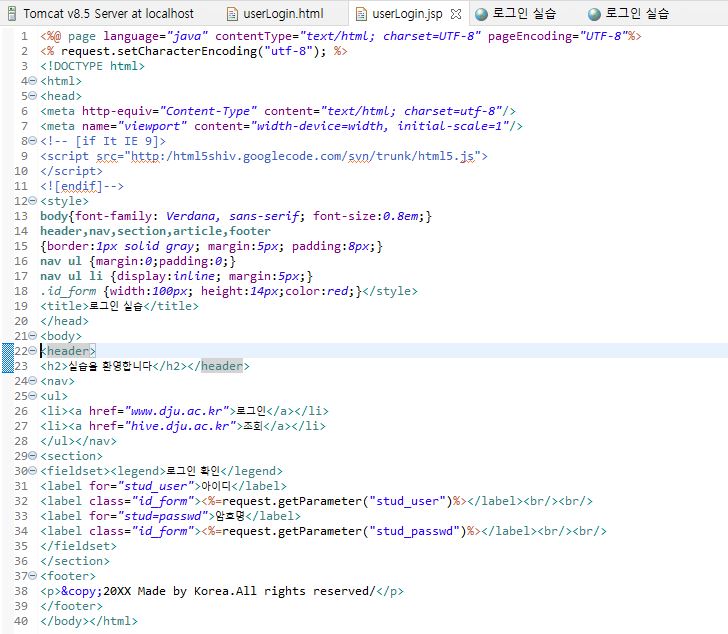 Tomcat v8.5 Server at localhost
userLogin.html
userLogin.jsp
로그인 실습
로그인 실습
1 <%@ page language="java" contentType="text/html; charset=UTF-8" pageEncoding="UTF-8"%>
2 <% request.setCharacterEncoding("utf-8"); %>
3 <!DOCTYPE html>
4 <html>
5 <head>
6 <meta http-equiv="Content-Type" content="text/html; charset=utf-8"/>
7 <meta name="viewport" content="width-device=width, initial-scale=1"/>
8 <!-- [if It IE 9]>
9 <script src="http:/html5shiv.googlecode.com/svn/trunk/html5.js">
10 </script>
11 <![endif]-->
12 <style>
13 body{font-family: Verdana, sans-serif; font-size:0.8em;}
14 header,nav,section,article,footer
15 {border:1px solid gray; margin:5px; padding:8px;}
16 nav ul {margin:0;padding:0;}
17 nav ul li {display:inline; margin:5px;}
18 .id_form {width:100px; height:14px;color:red;}</style>
19 <title>로그인 실습</title>
20 </head>
21 <body>
22 <header>
23 <h2>실습을 환영합니다</h2></header>
24 <nav>
25 <ul>
26 <li><a href="www.dju.ac.kr">로그인</a></li>
27 <li><a href="hive.dju.ac.kr">조회</a></li>
28 </ul></nav>
29 <section>
30 <fieldset><legend>로그인 확인</legend>
31 <label for="stud_user">아이디</label>
32 <label class="id_form"><%=request.getParameter("stud_user")%></label><br/><br/>
33 <label for="stud=passwd">암호명</label>
34 <label class="id_form"><%=request.getParameter("stud_passwd")%></label><br/><br/>
35 </fieldset>
36 </section>
37 <footer>
38 <p>&copy;20XX Made by Korea.All rights reserved/</p>
39 </footer>
40 </body></html>